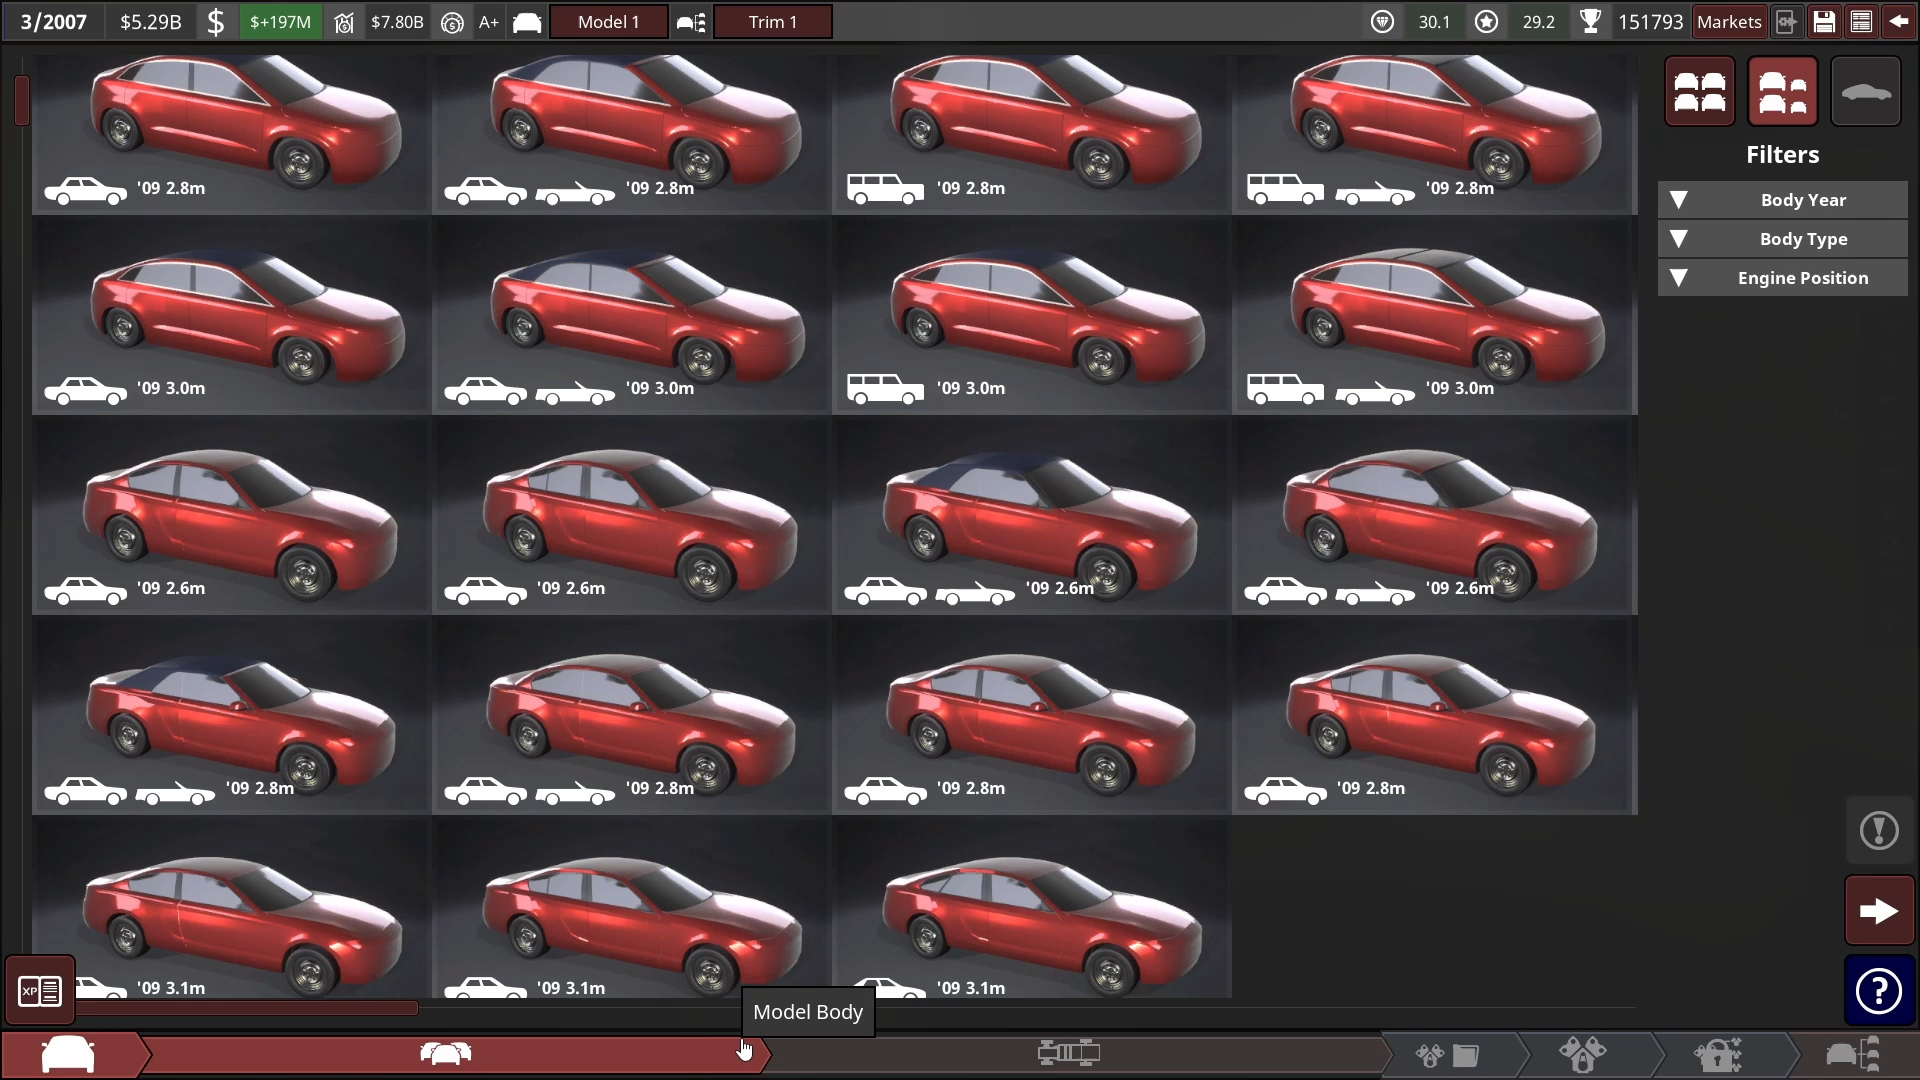 3/2007 $5.29B $+197M $7.80B A+ Model 1 Trim 1 30.1 29.2 151793 Markets
Filters
Body Year
Body Type
Engine Position
'09 2.8m '09 2.8m '09 2.8m '09 2.8m
'09 3.0m '09 3.0m '09 3.0m '09 3.0m
'09 2.6m '09 2.6m '09 2.6m '09 2.6m
'09 2.8m '09 2.8m '09 2.8m '09 2.8m
'09 3.1m '09 3.1m '09 3.1m
XP
Model Body
?